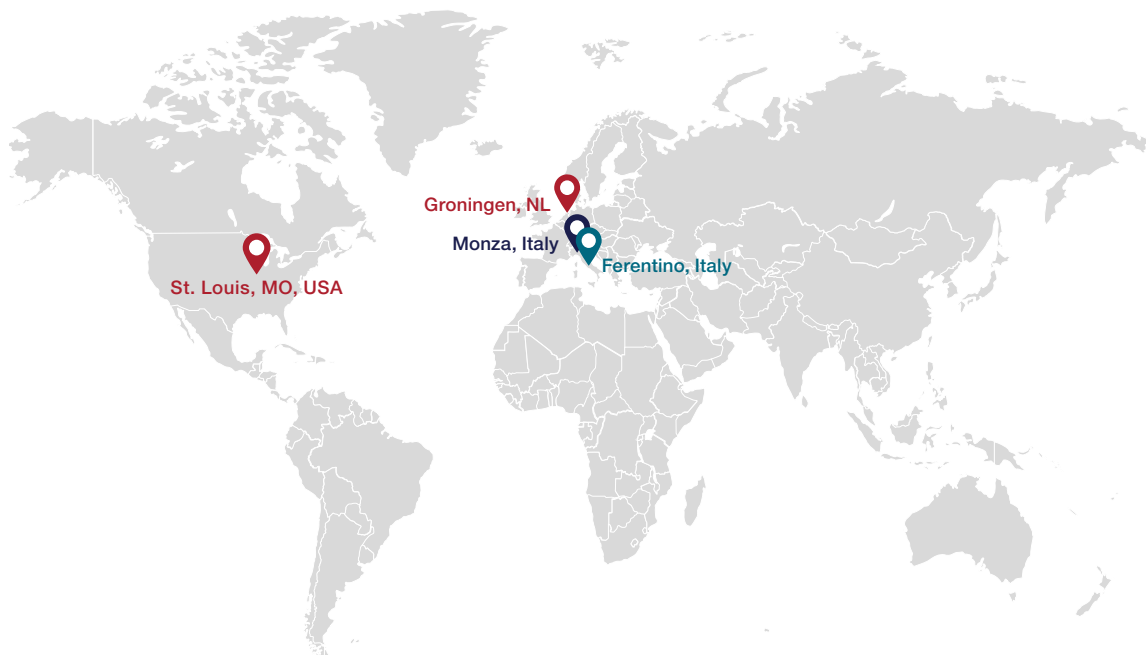 Groningen, NL
Monza, Italy
Ferentino, Italy
St. Louis, MO, USA